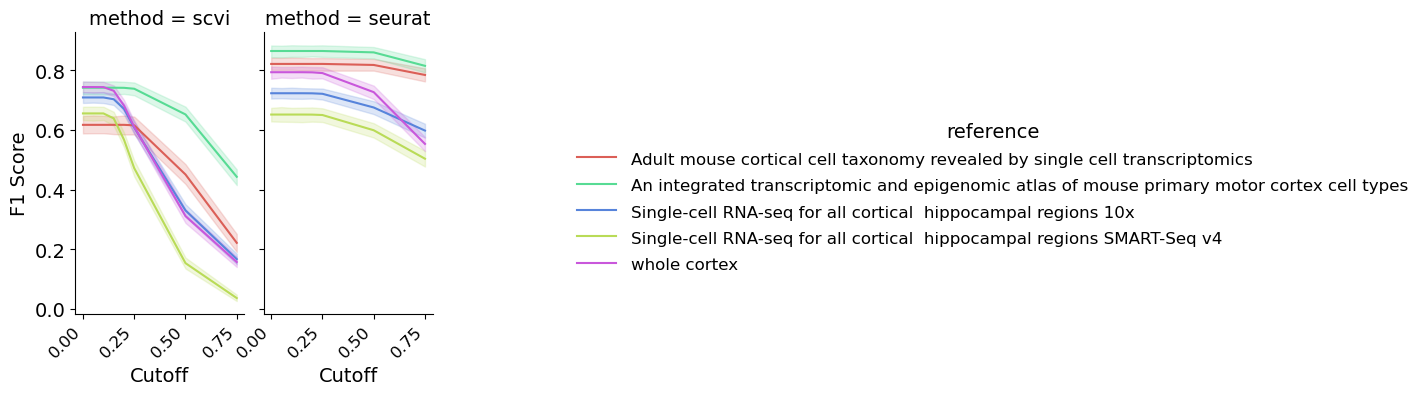 method = scvi
method = seurat
F1 Score
0.8
0.6
0.4
0.2
0.0
0.00
0.25
0.50
0.75
0.00
0.25
0.50
0.75
Cutoff
Cutoff
reference
Adult mouse cortical cell taxonomy revealed by single cell transcriptomics
An integrated transcriptomic and epigenomic atlas of mouse primary motor cortex cell types
Single-cell RNA-seq for all cortical  hippocampal regions 10x
Single-cell RNA-seq for all cortical  hippocampal regions SMART-Seq v4
whole cortex